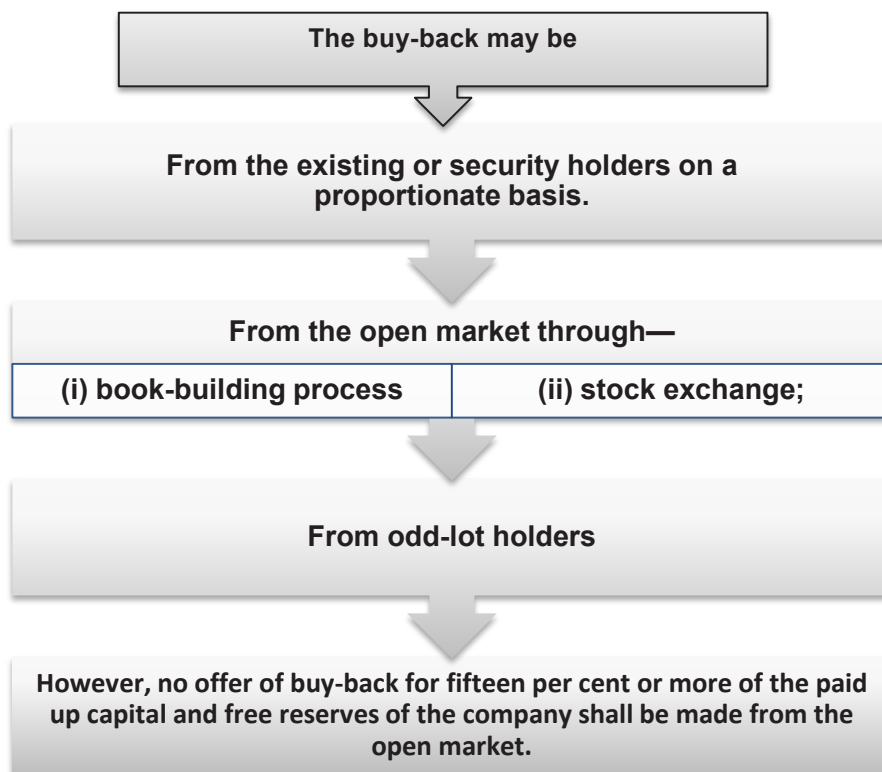 The buy-back may be
From the existing or security holders on a
proportionate basis.
From the open market through—
(i) book-building process
(ii) stock exchange;
From odd-lot holders
However, no offer of buy-back for fifteen per cent or more of the paid
up capital and free reserves of the company shall be made from the
open market.